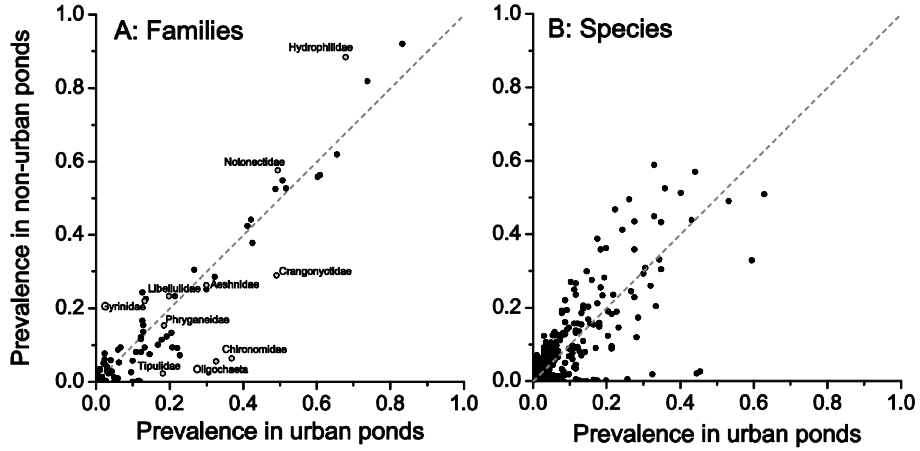 A: Families
B: Species
Prevalence in non-urban ponds
1.0
0.8
0.6
0.4
0.2
0.0
Hydrophilidae
Notonectidae
Crangonyctidae
Libellulidae
Aeshnidae
Gyrinidae
Phryganeidae
Chironomidae
Tipulidae
Oligochaeta
0.0 0.2 0.4 0.6 0.8 1.0
Prevalence in urban ponds
1.0
0.8
0.6
0.4
0.2
0.0
0.0 0.2 0.4 0.6 0.8 1.0
Prevalence in urban ponds